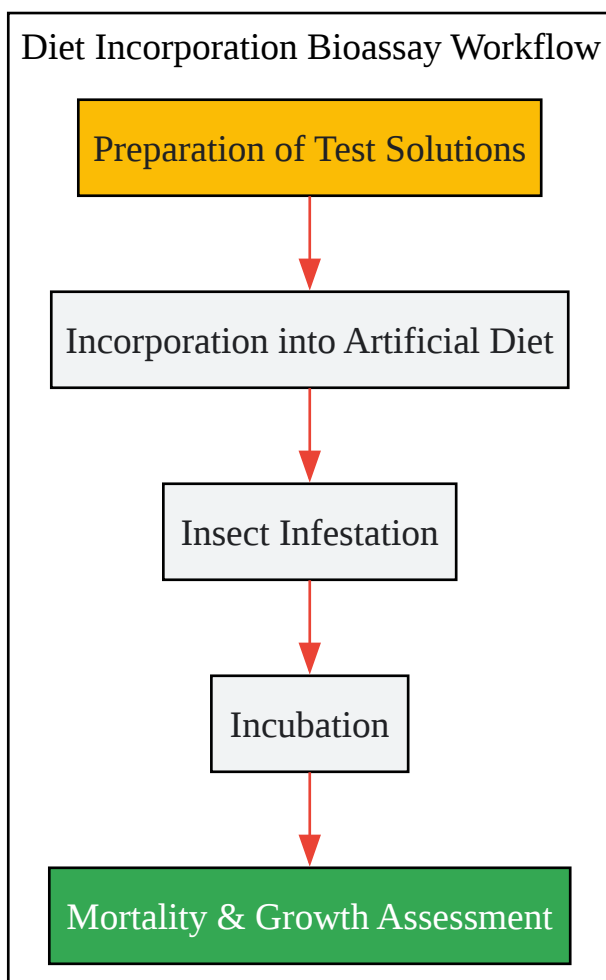 Diet Incorporation Bioassay Workflow
Preparation of Test Solutions
Incorporation into Artificial Diet
Insect Infestation
Incubation
Mortality & Growth Assessment